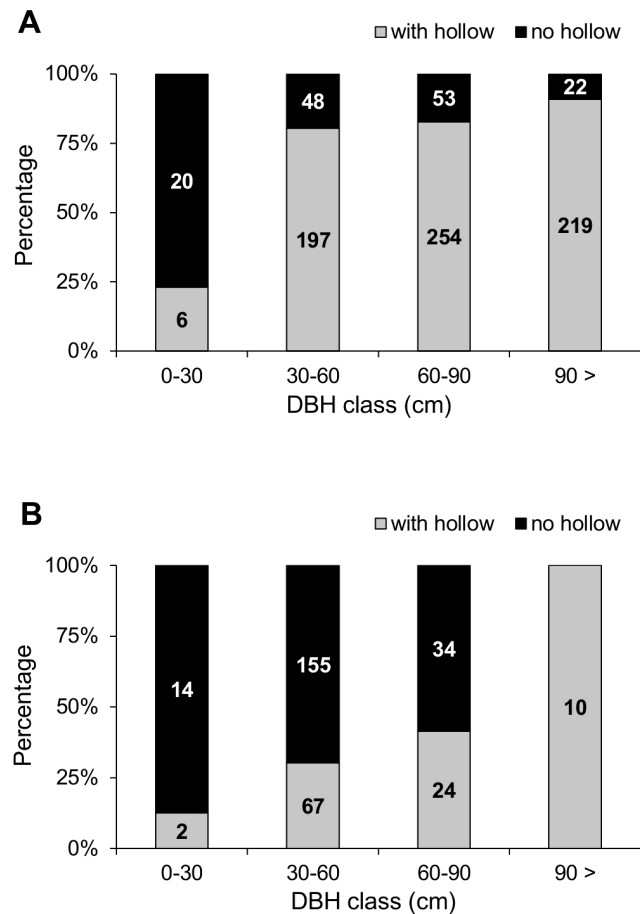 A
with hollow no hollow
100%
75%
50%
25%
0%
Percentage
20
6
48
197
53
254
22
219
0-30 30-60 60-90 90 >
DBH class (cm)
B
with hollow no hollow
100%
75%
50%
25%
0%
Percentage
14
2
155
67
34
24
10
0-30 30-60 60-90 90 >
DBH class (cm)